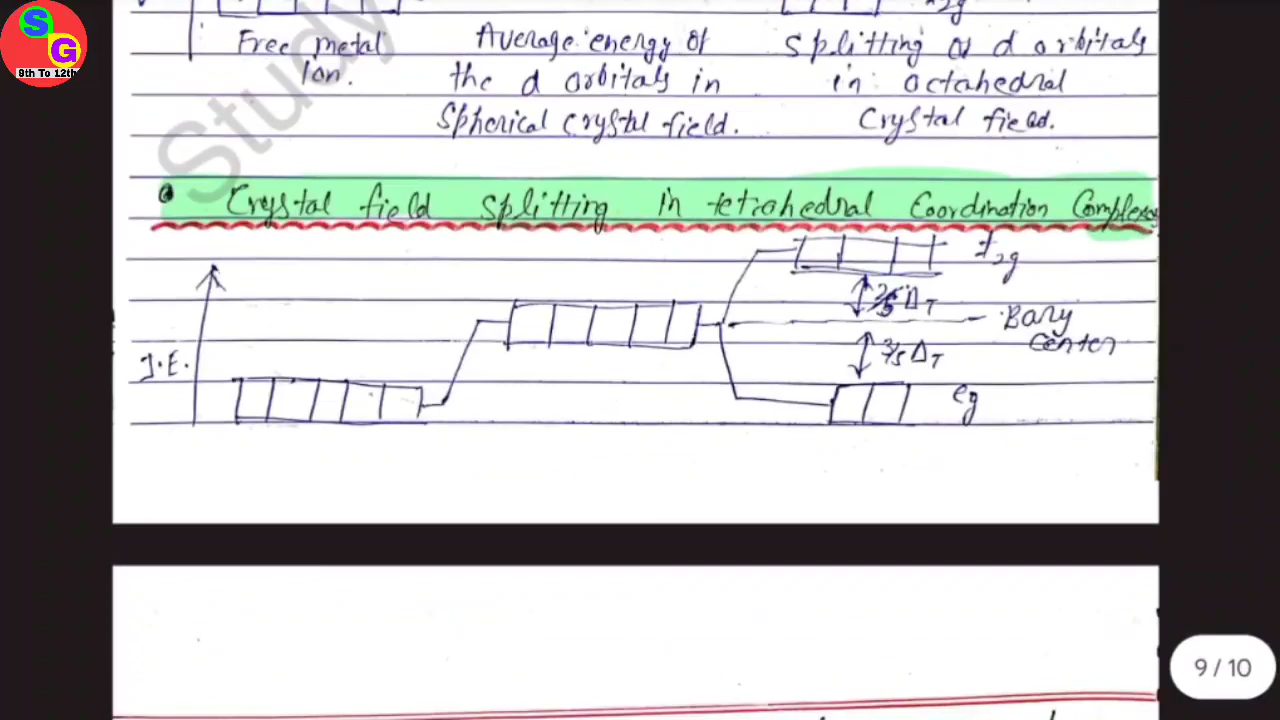 S
G
9th To 12th
Study
Free metal
Ion.
Average energy of
the d orbitals in
Spherical Crystal field.
Splitting of d orbitals
in octahedral
Crystal field.
Crystal field splitting in tetrahedral Coordination Complexes
t2g
2/5 ΔT
Bary
Center
2/5 ΔT
eg
9 / 10